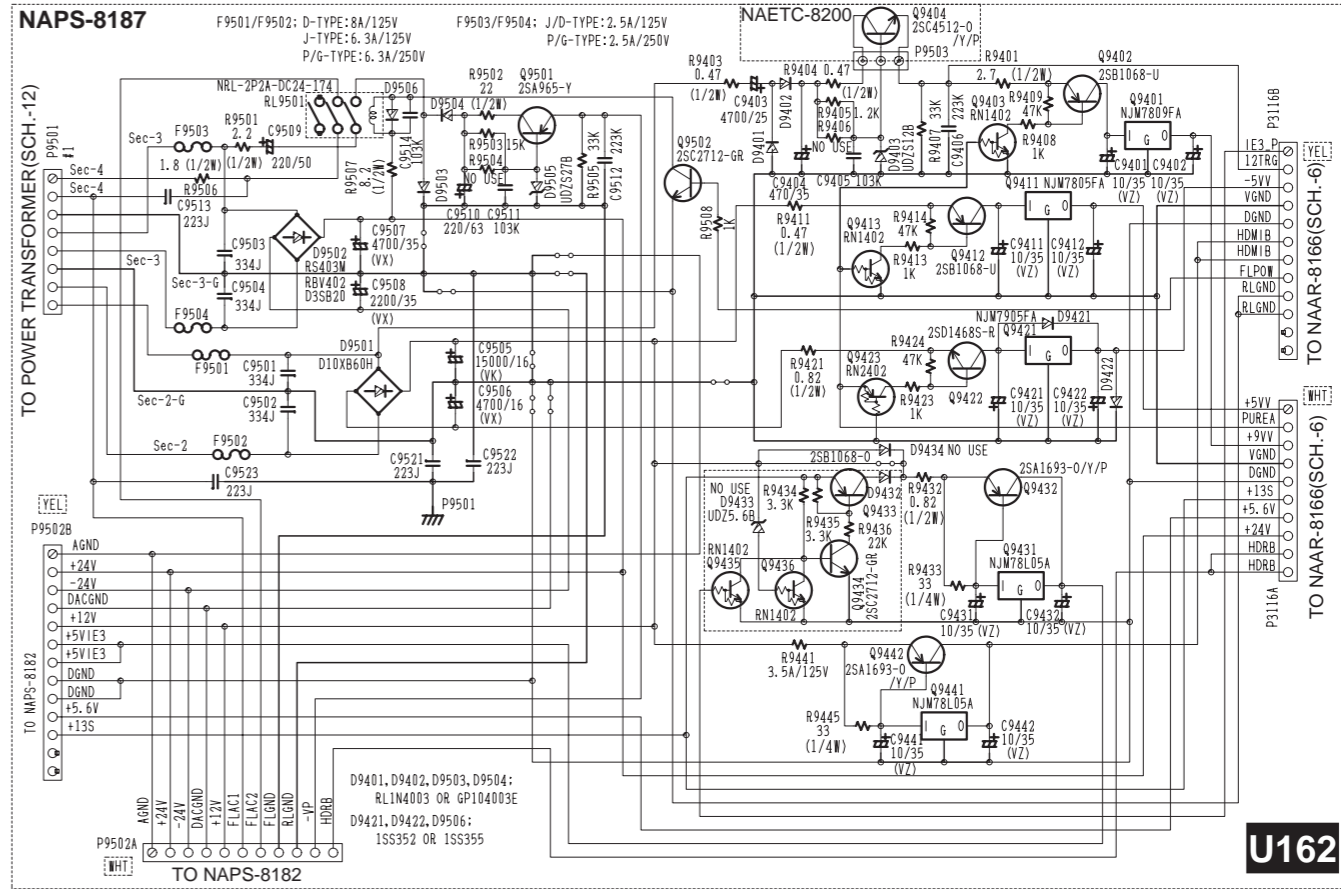 NAPS-8187
F9501/F9502: D-TYPE:8A/125V
J-TYPE:6.3A/125V
P/G-TYPE:6.3A/250V
F9503/F9504: J/D-TYPE:2.5A/125V
P/G-TYPE:2.5A/250V
NAETC-8200
Q9404
2SC4512-O
/Y/P
P9503
TO POWER TRANSFORMER(SCH.-12)
P9501
#1
Sec-4
Sec-4
Sec-3
F9503
1.8 (1/2W)
R9506
C9513
223J
R9501
2.2
(1/2W)
C9509
220/50
NRL-2P2A-DC24-174
RL9501
D9506
C9514
103K
R9507
8.2
(1/2W)
D9504
R9502
22
(1/2W)
Q9501
2SA965-Y
R9503
15K
R9504
NO USE
D9503
C9510
220/63
C9511
103K
D9505
UDZS27B
R9505
33K
C9512
223K
C9503
334J
C9504
334J
D9502
RS403M
RBV402
D3SB20
C9507
4700/35
(VX)
C9508
2200/35
(VX)
Sec-3
Sec-3-G
F9504
F9501
D9501
D10XB60H
C9501
334J
C9502
334J
Sec-2-G
Sec-2
F9502
C9505
15000/16
(VK)
C9506
4700/16
(VX)
C9523
223J
C9521
223J
C9522
223J
P9501
Q9502
2SC2712-GR
R9508
1K
R9403
0.47
(1/2W)
C9403
4700/25
D9402
R9404
0.47
(1/2W)
D9401
R9405
1.2K
R9406
NO USE
C9404
470/35
C9405
103K
D9403
UDZS12B
R9407
33K
C9406
223K
R9401
2.7
(1/2W)
Q9402
2SB1068-U
Q9403
RN1402
R9409
47K
R9408
1K
Q9401
NJM7809FA
I
G
O
C9401
10/35
(VZ)
C9402
10/35
(VZ)
R9411
0.47
(1/2W)
Q9413
RN1402
R9414
47K
R9413
1K
Q9412
2SB1068-U
Q9411
NJM7805FA
I
G
O
C9411
10/35
(VZ)
C9412
10/35
(VZ)
R9421
0.82
(1/2W)
Q9423
RN2402
R9424
47K
R9423
1K
2SD1468S-R
Q9422
NJM7905FA
Q9421
D9421
I
G
O
C9421
10/35
(VZ)
C9422
10/35
(VZ)
D9422
D9434 NO USE
2SB1068-O
NO USE
D9433
UDZ5.6B
R9434
3.3K
R9435
3.3K
D9432
Q9433
R9436
22K
RN1402
Q9435
Q9436
RN1402
Q9434
2SC2712-GR
R9432
0.82
(1/2W)
2SA1693-O/Y/P
Q9432
R9433
33
(1/4W)
Q9431
NJM78L05A
I
G
O
C9431
10/35
(VZ)
C9432
10/35
(VZ)
R9441
3.5A/125V
Q9442
2SA1693-O
/Y/P
R9445
33
(1/4W)
Q9441
NJM78L05A
I
G
O
C9441
10/35
(VZ)
C9442
10/35
(VZ)
P3116B
YEL
IE3_P
12TRG
-5VV
VGND
DGND
HDMIB
HDMIB
FLPOW
RLGND
RLGND
TO NAAR-8166(SCH.-6)
WHT
+5VV
PUREA
+9VV
VGND
DGND
+13S
+5.6V
+24V
HDRB
HDRB
P3116A
TO NAAR-8166(SCH.-6)
YEL
P9502B
AGND
+24V
-24V
DACGND
+12V
+5VIE3
+5VIE3
DGND
DGND
+5.6V
+13S
TO NAPS-8182
AGND
+24V
-24V
DACGND
+12V
FLAC1
FLAC2
FLGND
RLGND
-VP
HDRB
P9502A
WHT
TO NAPS-8182
D9401,D9402,D9503,D9504:
RL1N4003 OR GP104003E
D9421,D9422,D9506:
1SS352 OR 1SS355
U162